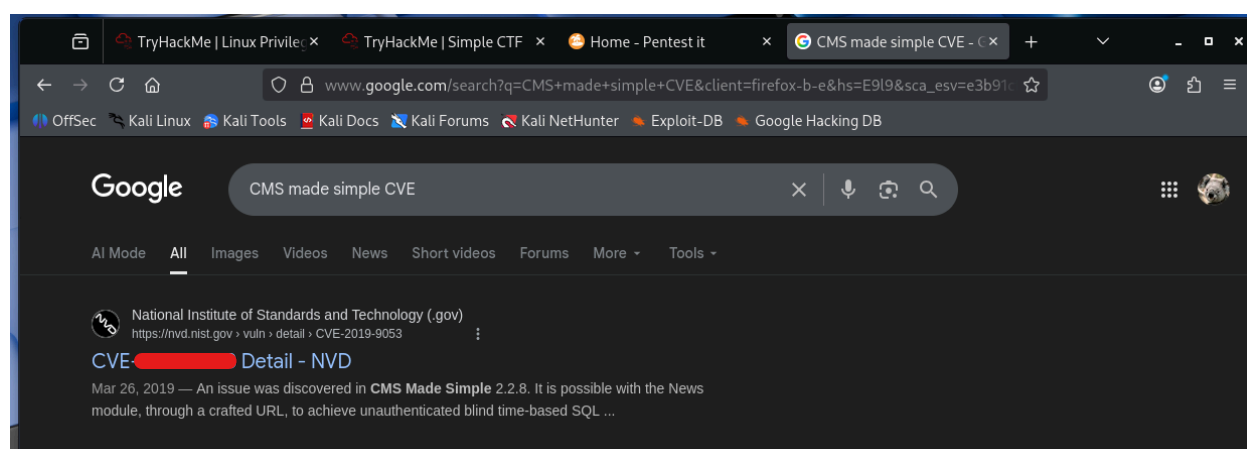 TryHackMe | Linux Privileg
TryHackMe | Simple CTF
Home - Pentest it
CMS made simple CVE - G
www.google.com/search?q=CMS+made+simple+CVE&client=firefox-b-e&hs=E9l9&sca_esv=e3b91c
OffSec
Kali Linux
Kali Tools
Kali Docs
Kali Forums
Kali NetHunter
Exploit-DB
Google Hacking DB
Google
CMS made simple CVE
AI Mode
All
Images
Videos
News
Short videos
Forums
More
Tools
National Institute of Standards and Technology (.gov)
https://nvd.nist.gov › vuln › detail › CVE-2019-9053
CVE- Detail - NVD
Mar 26, 2019 — An issue was discovered in CMS Made Simple 2.2.8. It is possible with the News
module, through a crafted URL, to achieve unauthenticated blind time-based SQL ...